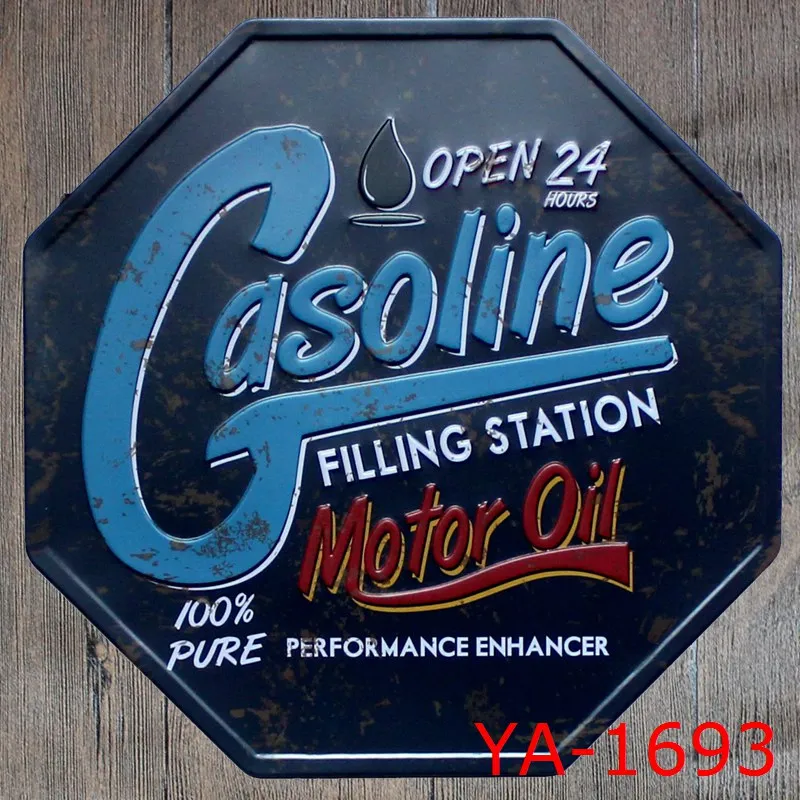 OPEN 24
HOURS
Gasoline
FILLING STATION
Motor Oil
100%
PURE
PERFORMANCE ENHANCER
YA-1693